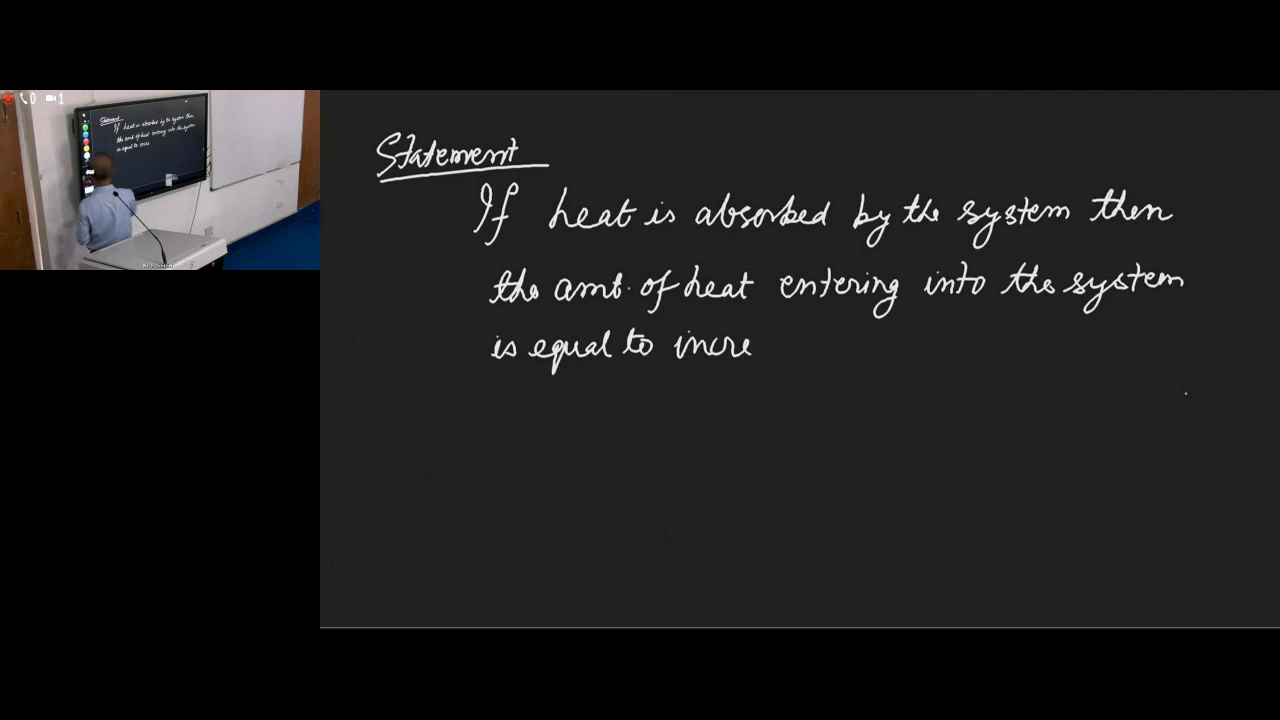 Statement
If heat is absorbed by the system then
the amt. of heat entering into the system
is equal to incre